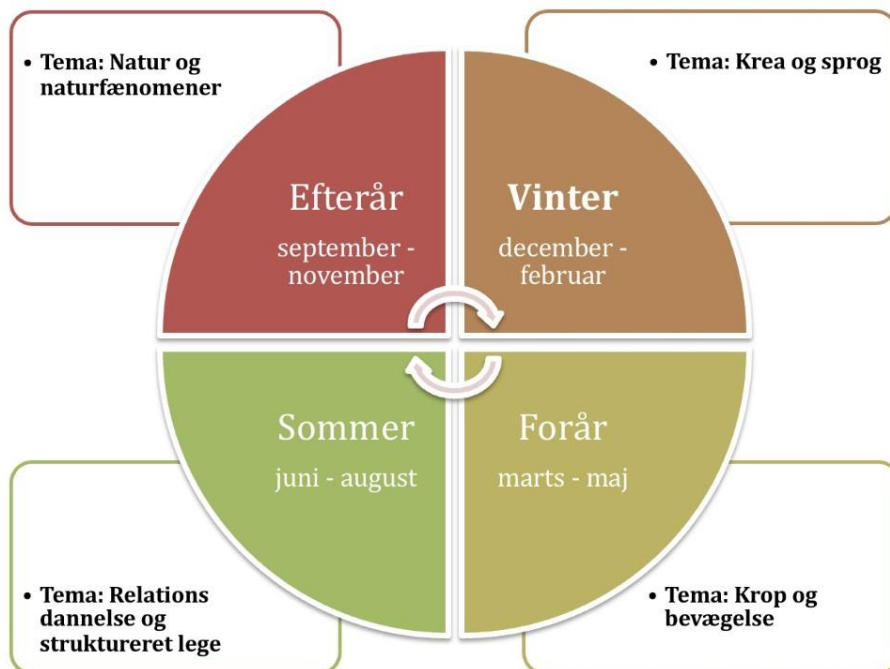 • Tema: Natur og
naturfænomener
• Tema: Krea og sprog
Efterår
september -
november
Vinter
december -
februar
Sommer
juni - august
Forår
marts - maj
• Tema: Relations
dannelse og
struktureret lege
• Tema: Krop og
bevægelse